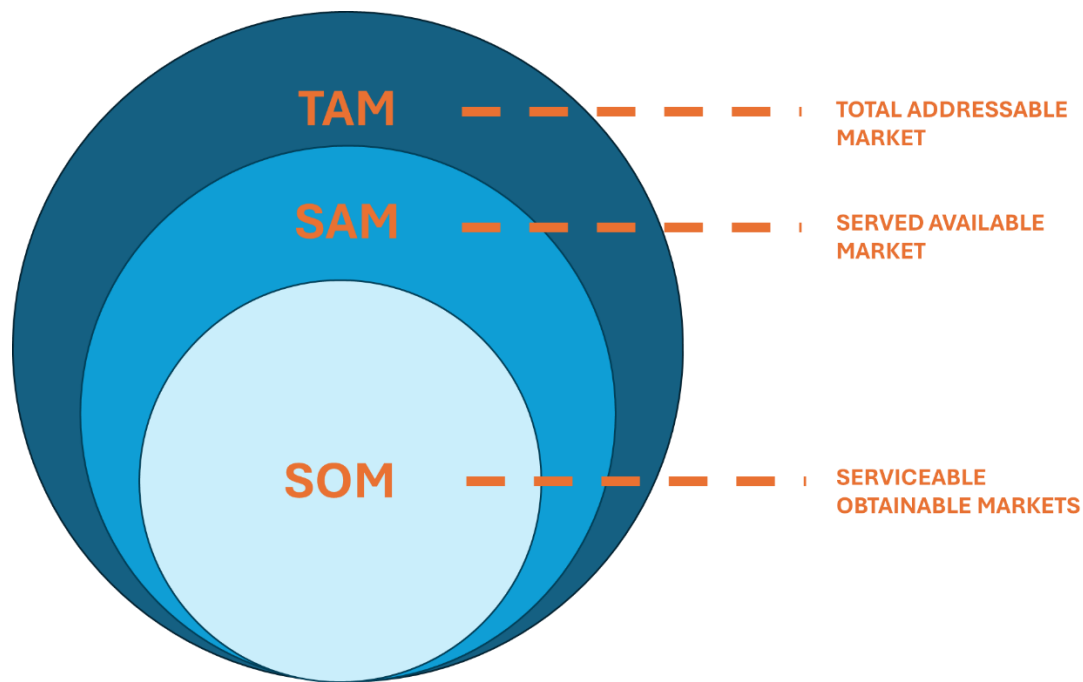 TAM
TOTAL ADDRESSABLE
MARKET
SAM
SERVED AVAILABLE
MARKET
SOM
SERVICEABLE
OBTAINABLE MARKETS